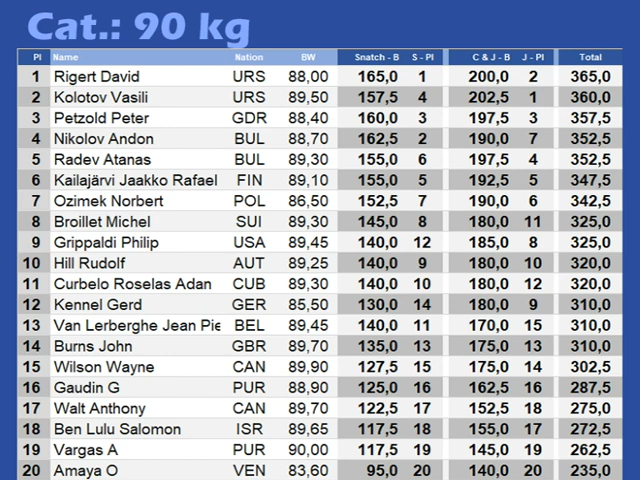 Cat.: 90 kg
Pl Name Nation BW Snatch - B S - Pl C & J - B J - Pl Total
1 Rigert David URS 88,00 165,0 1 200,0 2 365,0
2 Kolotov Vasili URS 89,50 157,5 4 202,5 1 360,0
3 Petzold Peter GDR 88,40 160,0 3 197,5 3 357,5
4 Nikolov Andon BUL 88,70 162,5 2 190,0 7 352,5
5 Radev Atanas BUL 89,30 155,0 6 197,5 4 352,5
6 Kailajärvi Jaakko Rafael FIN 89,10 155,0 5 192,5 5 347,5
7 Ozimek Norbert POL 86,50 152,5 7 190,0 6 342,5
8 Broillet Michel SUI 89,30 145,0 8 180,0 11 325,0
9 Grippaldi Philip USA 89,45 140,0 12 185,0 8 325,0
10 Hill Rudolf AUT 89,25 140,0 9 180,0 10 320,0
11 Curbelo Roselas Adan CUB 89,30 140,0 10 180,0 12 320,0
12 Kennel Gerd GER 85,50 130,0 14 180,0 9 310,0
13 Van Lerberghe Jean Pie BEL 89,45 140,0 11 170,0 15 310,0
14 Burns John GBR 89,70 135,0 13 175,0 13 310,0
15 Wilson Wayne CAN 89,90 127,5 15 175,0 14 302,5
16 Gaudin G PUR 88,90 125,0 16 162,5 16 287,5
17 Walt Anthony CAN 89,70 122,5 17 152,5 18 275,0
18 Ben Lulu Salomon ISR 89,65 117,5 18 155,0 17 272,5
19 Vargas A PUR 90,00 117,5 19 145,0 19 262,5
20 Amaya O VEN 83,60 95,0 20 140,0 20 235,0